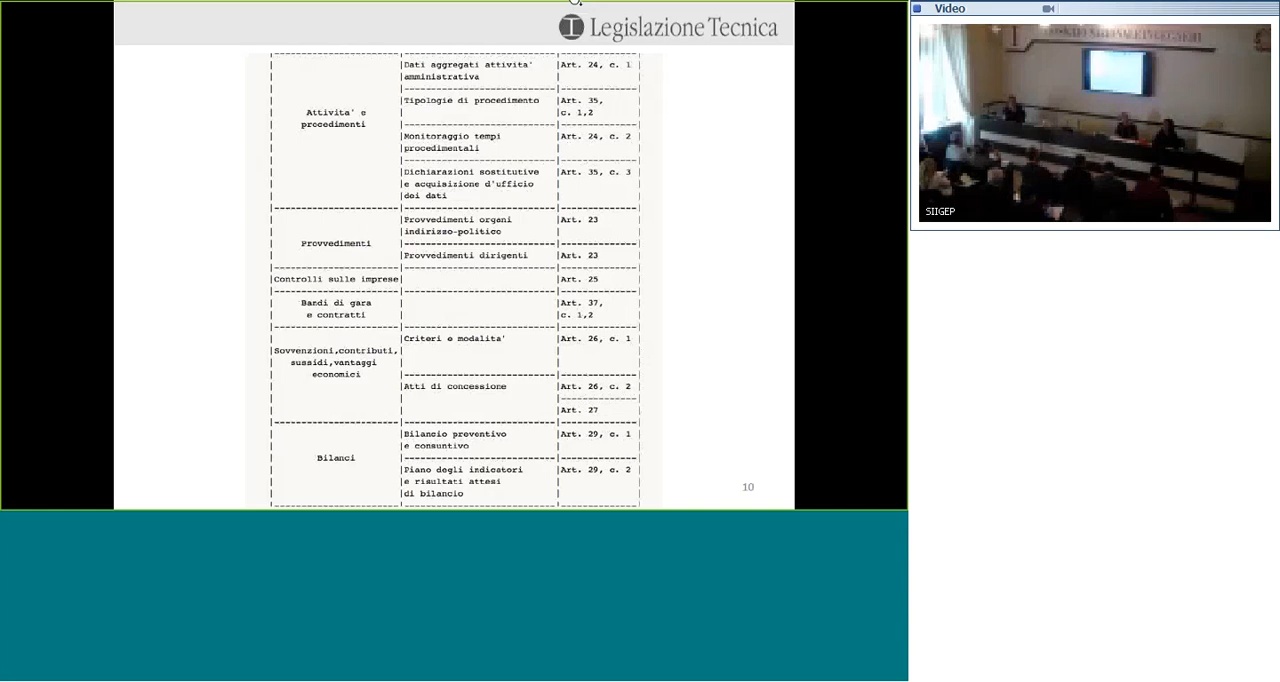 Legislazione Tecnica
Dati aggregati attivita'
amministrativa
Art. 24, c. 1
Attivita' e
procedimenti
Tipologie di procedimento
Art. 35,
c. 1,2
Monitoraggio tempi
procedimentali
Art. 24, c. 2
Dichiarazioni sostitutive
e acquisizione d'ufficio
dei dati
Art. 35, c. 3
Provvedimenti
Provvedimenti organi
indirizzo-politico
Art. 23
Provvedimenti dirigenti
Art. 23
Controlli sulle imprese
Art. 25
Bandi di gara
e contratti
Art. 37,
c. 1,2
Sovvenzioni,contributi,
sussidi,vantaggi
economici
Criteri e modalita'
Art. 26, c. 1
Atti di concessione
Art. 26, c. 2
Art. 27
Bilanci
Bilancio preventivo
e consuntivo
Art. 29, c. 1
Piano degli indicatori
e risultati attesi
di bilancio
Art. 29, c. 2
10
Video
SIIGEP